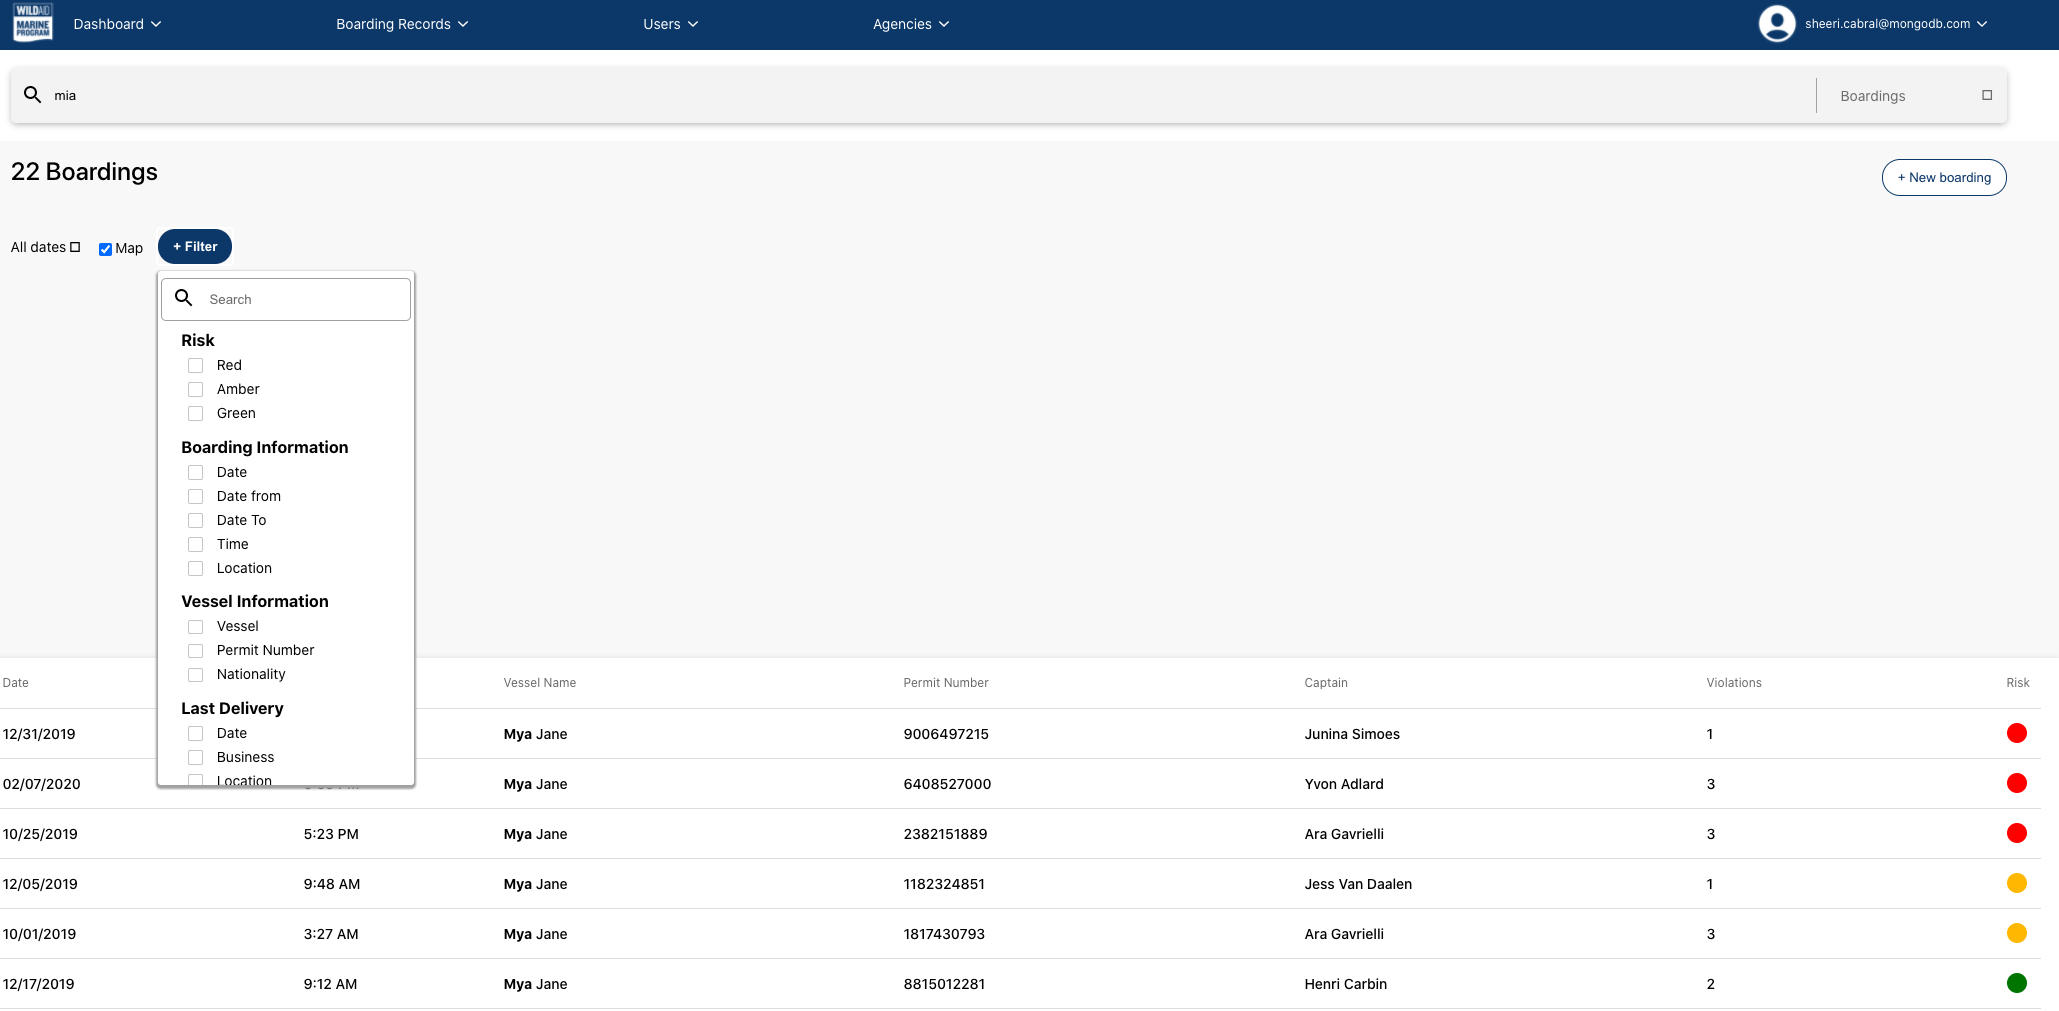 WILDAID
MARINE
PROGRAM
Dashboard
Boarding Records
Users
Agencies
sheeri.cabral@mongodb.com
mia
Boardings
22 Boardings
+ New boarding
All dates
Map
+ Filter
Search
Risk
Red
Amber
Green
Boarding Information
Date
Date from
Date To
Time
Location
Vessel Information
Vessel
Permit Number
Nationality
Last Delivery
Date
Business
Location
Date Vessel Name Permit Number Captain Violations Risk
12/31/2019 Mya Jane 9006497215 Junina Simoes 1
02/07/2020 Mya Jane 6408527000 Yvon Adlard 3
10/25/2019 5:23 PM Mya Jane 2382151889 Ara Gavrielli 3
12/05/2019 9:48 AM Mya Jane 1182324851 Jess Van Daalen 1
10/01/2019 3:27 AM Mya Jane 1817430793 Ara Gavrielli 3
12/17/2019 9:12 AM Mya Jane 8815012281 Henri Carbin 2